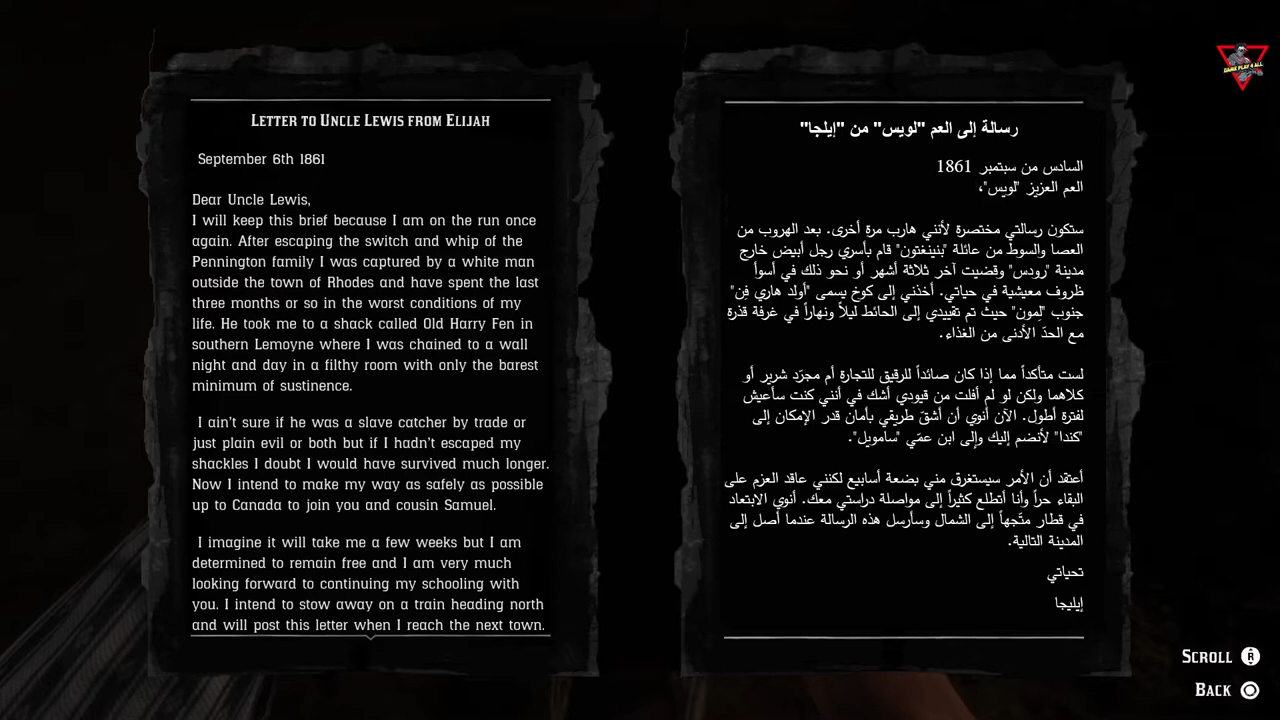 LETTER TO UNCLE LEWIS FROM ELIJAH
September 6th 1861
Dear Uncle Lewis,
I will keep this brief because I am on the run once
again. After escaping the switch and whip of the
Pennington family I was captured by a white man
outside the town of Rhodes and have spent the last
three months or so in the worst conditions of my
life. He took me to a shack called Old Harry Fen in
southern Lemoyne where I was chained to a wall
night and day in a filthy room with only the barest
minimum of sustinence.
I ain't sure if he was a slave catcher by trade or
just plain evil or both but if I hadn't escaped my
shackles I doubt I would have survived much longer.
Now I intend to make my way as safely as possible
up to Canada to join you and cousin Samuel.
I imagine it will take me a few weeks but I am
determined to remain free and I am very much
looking forward to continuing my schooling with
you. I intend to stow away on a train heading north
and will post this letter when I reach the next town.
رسالة إلى العم "لويس" من "إيلجا"
السادس من سبتمبر 1861
العم العزيز "لويس"،
ستكون رسالتي مختصرة لأنني هارب مرة أخرى. بعد الهروب من
العصا والسوط من عائلة "بنينغتون" قام بأسري رجل أبيض خارج
مدينة "رودس" وقضيت آخر ثلاثة أشهر أو نحو ذلك في أسوأ
ظروف معيشية في حياتي. أخذني إلى كوخ يسمى "أولد هاري فِن"
جنوب "لِمون" حيث تم تقييدي إلى الحائط ليلاً ونهاراً في غرفة قذرة
مع الحدّ الأدنى من الغذاء.
لست متأكداً مما إذا كان صائداً للرقيق للتجارة أم مجرّد شرير أو
كلاهما ولكن لو لم أفلت من قيودي أشك في أنني كنت سأعيش
لفترة أطول. الآن أنوي أن أشقّ طريقي بأمان قدر الإمكان إلى
"كندا" لأنضم إليك وإلى ابن عمّي "سامويل".
أعتقد أن الأمر سيستغرق مني بضعة أسابيع لكنني عاقد العزم على
البقاء حراً وأنا أتطلع كثيراً إلى مواصلة دراستي معك. أنوي الابتعاد
في قطار متّجهاً إلى الشمال وسأرسل هذه الرسالة عندما أصل إلى
المدينة التالية.
تحياتي
إيليجا
GAME PLAY 4 ALL
SCROLL R
BACK